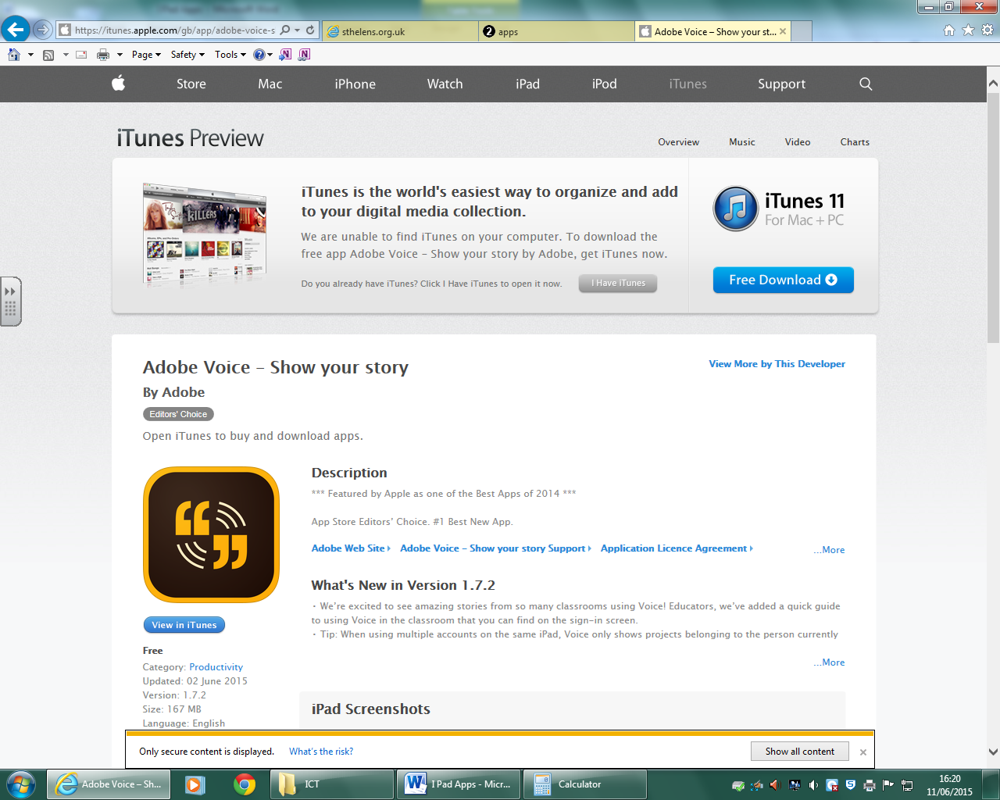 https://itunes.apple.com/gb/app/adobe-voice-s
sthelens.org.uk
apps
Adobe Voice – Show your st...
Page
Safety
Tools
Store
Mac
iPhone
Watch
iPad
iPod
iTunes
Support
iTunes Preview
Overview
Music
Video
Charts
iTunes is the world's easiest way to organize and add
to your digital media collection.
We are unable to find iTunes on your computer. To download the
free app Adobe Voice – Show your story by Adobe, get iTunes now.
Do you already have iTunes? Click I Have iTunes to open it now.
I Have iTunes
iTunes 11
For Mac + PC
Free Download
KILLERS
Adobe Voice – Show your story
View More by This Developer
By Adobe
Editors' Choice
Open iTunes to buy and download apps.
Description
*** Featured by Apple as one of the Best Apps of 2014 ***
App Store Editors’ Choice. #1 Best New App.
Adobe Web Site
Adobe Voice – Show your story Support
Application Licence Agreement
...More
What's New in Version 1.7.2
• We’re excited to see amazing stories from so many classrooms using Voice! Educators, we’ve added a quick guide
to using Voice in the classroom that you can find on the sign-in screen.
• Tip: When using multiple accounts on the same iPad, Voice only shows projects belonging to the person currently
...More
View in iTunes
Free
Category: Productivity
Updated: 02 June 2015
Version: 1.7.2
Size: 167 MB
Language: English
iPad Screenshots
Only secure content is displayed.
What's the risk?
Show all content
Adobe Voice – Sh...
ICT
I Pad Apps - Micr...
Calculator
16:20
11/06/2015